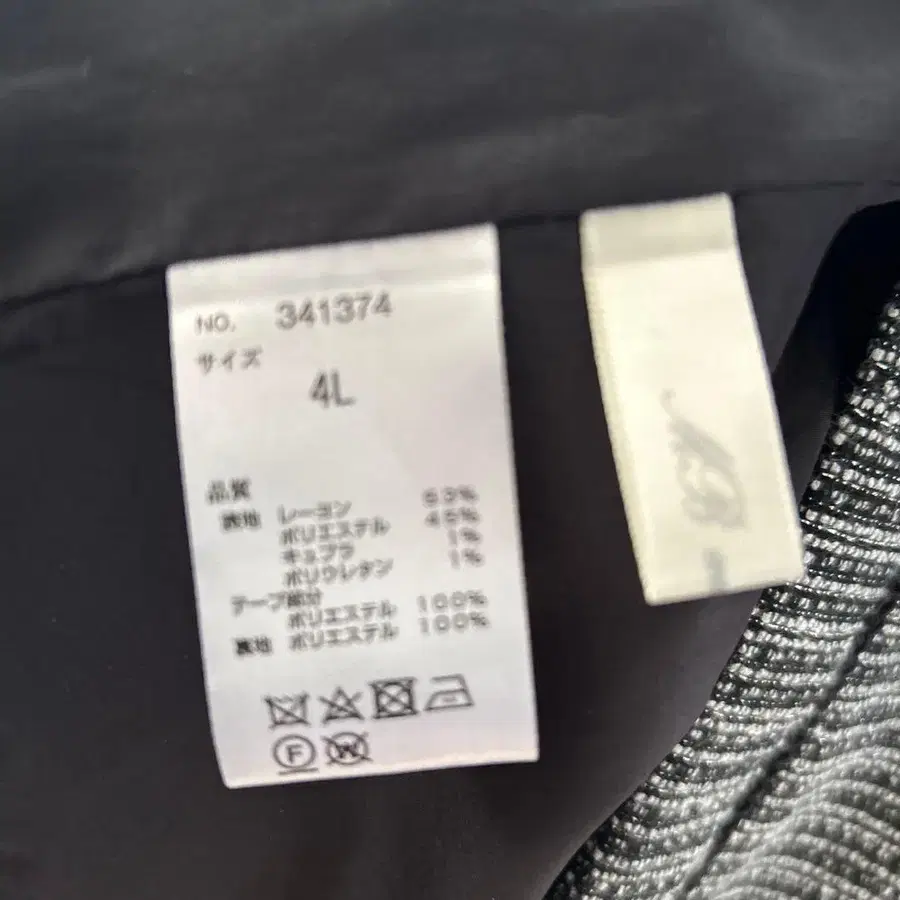 NO. 341374
サイズ
4L
品質
表地 レーヨン 53%
ポリエステル 45%
キュプラ 1%
ポリウレタン 1%
テープ部分
ポリエステル 100%
裏地 ポリエステル 100%
F W